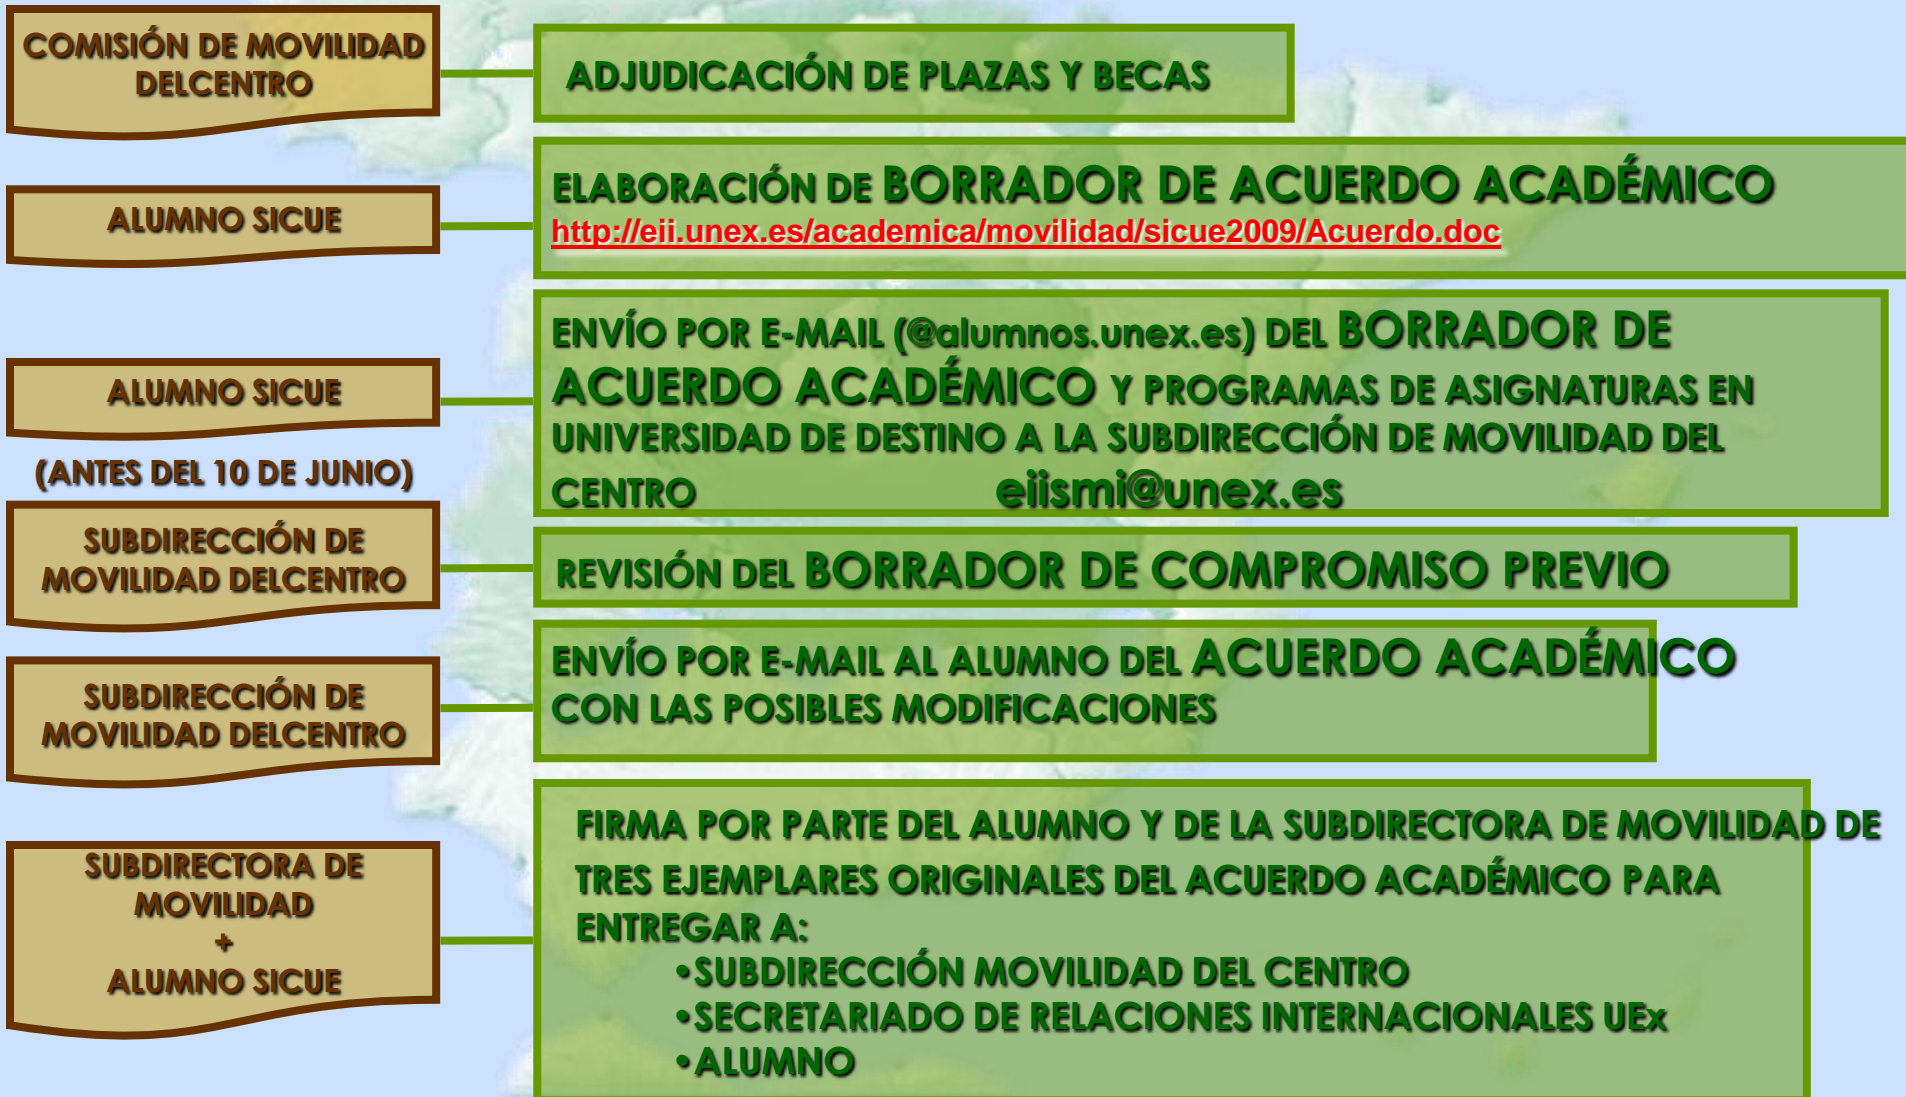 COMISIÓN DE MOVILIDAD
DELCENTRO
ADJUDICACIÓN DE PLAZAS Y BECAS
ALUMNO SICUE
ELABORACIÓN DE BORRADOR DE ACUERDO ACADÉMICO
http://eii.unex.es/academica/movilidad/sicue2009/Acuerdo.doc
ALUMNO SICUE
(ANTES DEL 10 DE JUNIO)
ENVÍO POR E-MAIL (@alumnos.unex.es) DEL BORRADOR DE
ACUERDO ACADÉMICO Y PROGRAMAS DE ASIGNATURAS EN
UNIVERSIDAD DE DESTINO A LA SUBDIRECCIÓN DE MOVILIDAD DEL
CENTRO eiismi@unex.es
SUBDIRECCIÓN DE
MOVILIDAD DELCENTRO
REVISIÓN DEL BORRADOR DE COMPROMISO PREVIO
SUBDIRECCIÓN DE
MOVILIDAD DELCENTRO
ENVÍO POR E-MAIL AL ALUMNO DEL ACUERDO ACADÉMICO
CON LAS POSIBLES MODIFICACIONES
SUBDIRECTORA DE
MOVILIDAD
+
ALUMNO SICUE
FIRMA POR PARTE DEL ALUMNO Y DE LA SUBDIRECTORA DE MOVILIDAD DE
TRES EJEMPLARES ORIGINALES DEL ACUERDO ACADÉMICO PARA
ENTREGAR A:
•SUBDIRECCIÓN MOVILIDAD DEL CENTRO
•SECRETARIADO DE RELACIONES INTERNACIONALES UEx
•ALUMNO